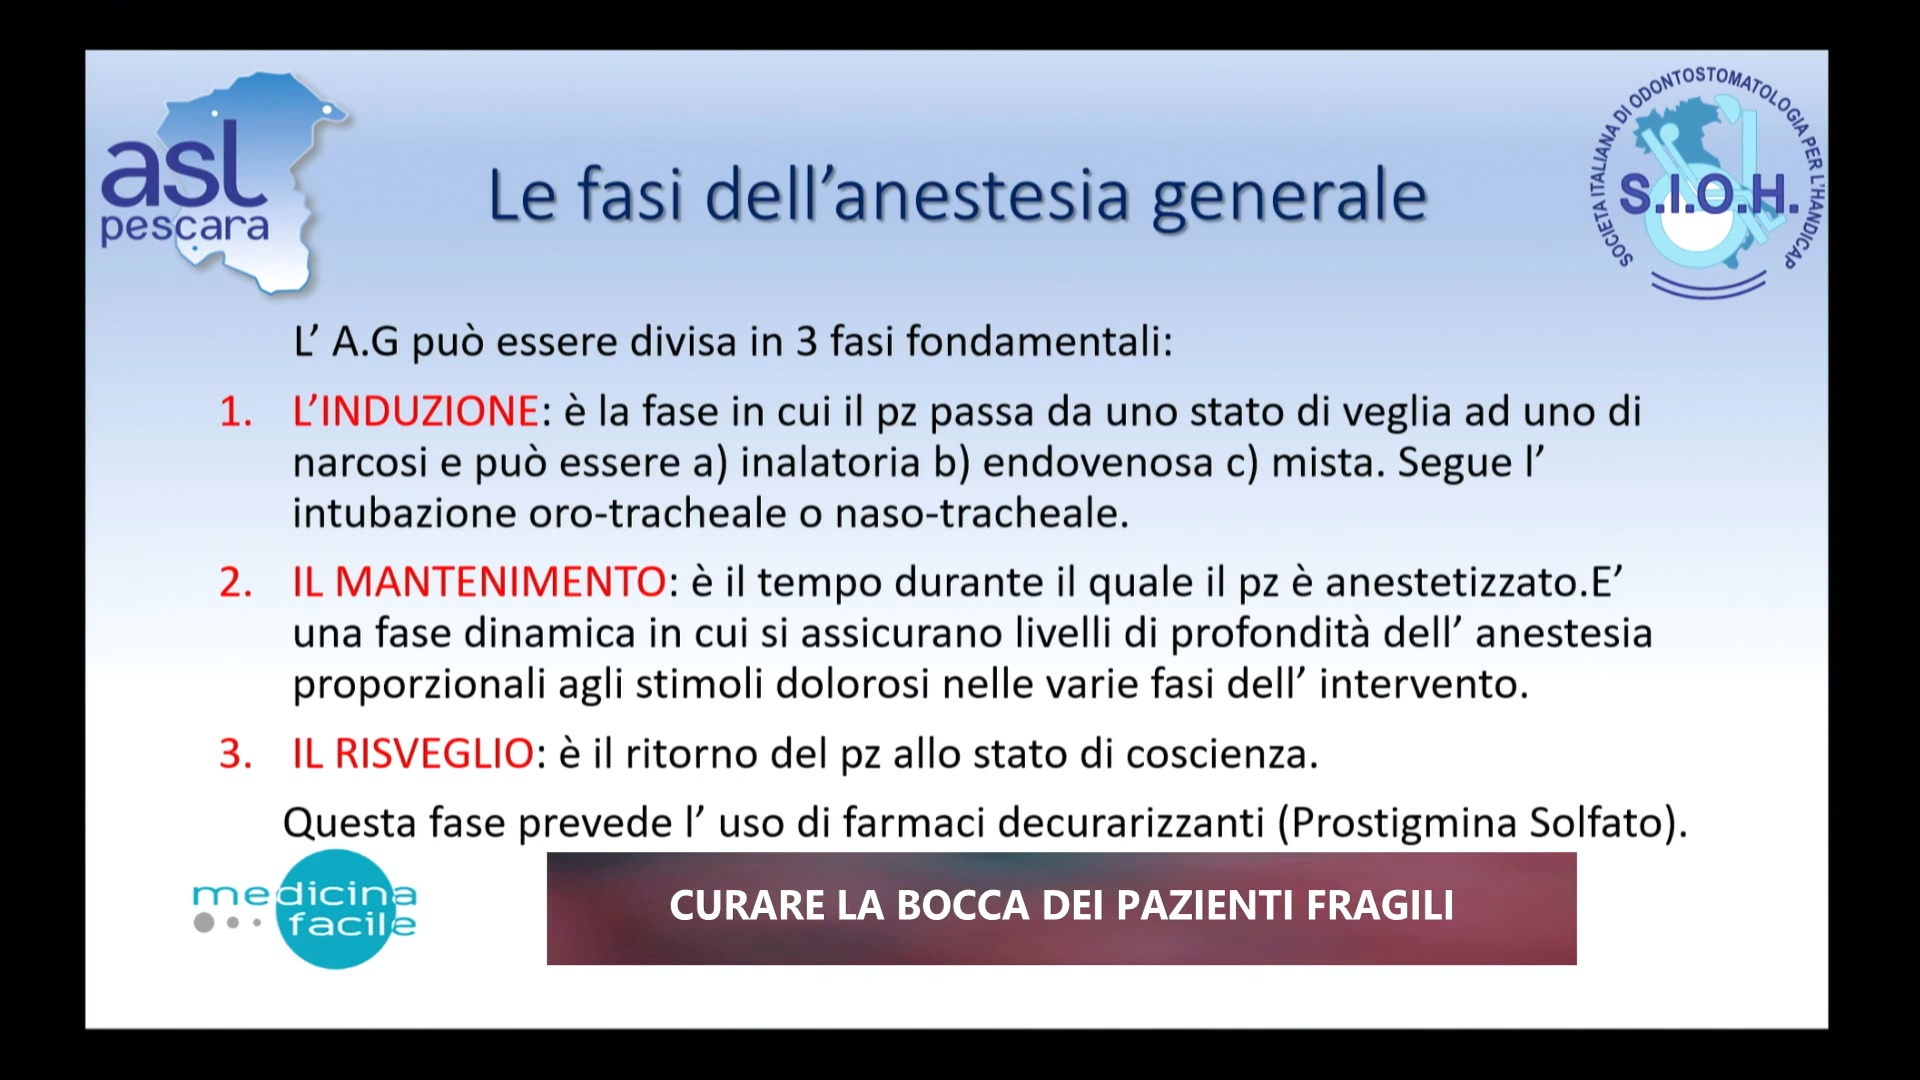 asl
pescara
Le fasi dell’anestesia generale
SOCIETA ITALIANA DI ODONTOSTOMATOLOGIA PER L'HANDICAP
S.I.O.H.
L’ A.G può essere divisa in 3 fasi fondamentali:
1. L’INDUZIONE: è la fase in cui il pz passa da uno stato di veglia ad uno di
narcosi e può essere a) inalatoria b) endovenosa c) mista. Segue l’
intubazione oro-tracheale o naso-tracheale.
2. IL MANTENIMENTO: è il tempo durante il quale il pz è anestetizzato.E’
una fase dinamica in cui si assicurano livelli di profondità dell’ anestesia
proporzionali agli stimoli dolorosi nelle varie fasi dell’ intervento.
3. IL RISVEGLIO: è il ritorno del pz allo stato di coscienza.
Questa fase prevede l’ uso di farmaci decurarizzanti (Prostigmina Solfato).
medicina
facile
CURARE LA BOCCA DEI PAZIENTI FRAGILI